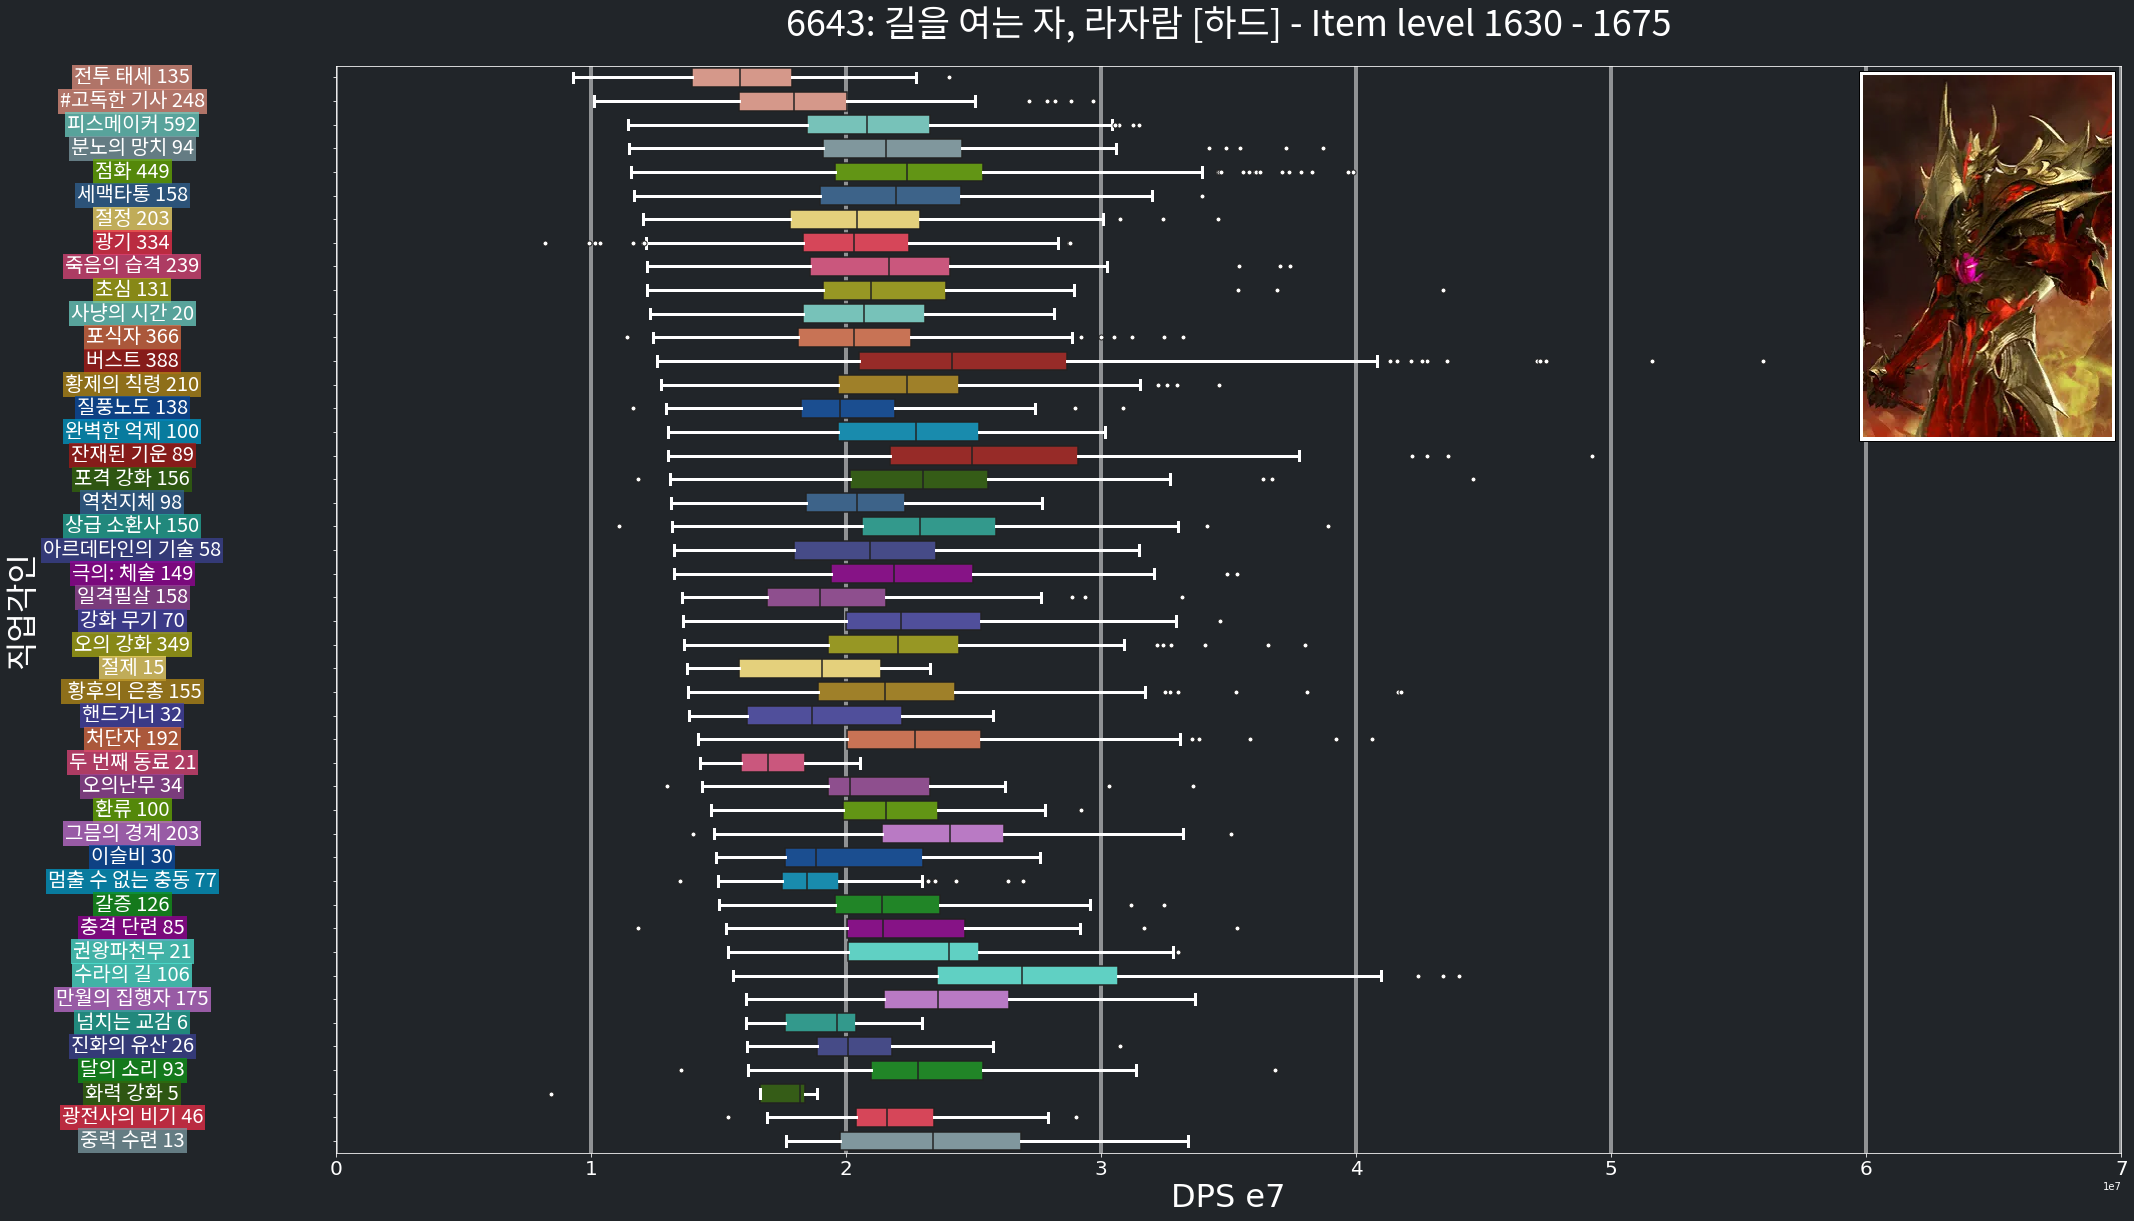 6643: 길을 여는 자, 라자람 [하드] - Item level 1630 - 1675
전투 태세 135
#고독한 기사 248
피스메이커 592
분노의 망치 94
점화 449
세맥타통 158
절정 203
광기 334
죽음의 습격 239
초심 131
사냥의 시간 20
포식자 366
버스트 388
황제의 칙령 210
질풍노도 138
완벽한 억제 100
잔재된 기운 89
포격 강화 156
역천지체 98
상급 소환사 150
아르데타인의 기술 58
극의: 체술 149
일격필살 158
강화 무기 70
오의 강화 349
절제 15
황후의 은총 155
핸드거너 32
처단자 192
두 번째 동료 21
오의난무 34
환류 100
그믐의 경계 203
이슬비 30
멈출 수 없는 충동 77
갈증 126
충격 단련 85
권왕파천무 21
수라의 길 106
만월의 집행자 175
넘치는 교감 6
진화의 유산 26
달의 소리 93
화력 강화 5
광전사의 비기 46
중력 수련 13
직업각인
0 1 2 3 4 5 6 7
1e7
DPS e7